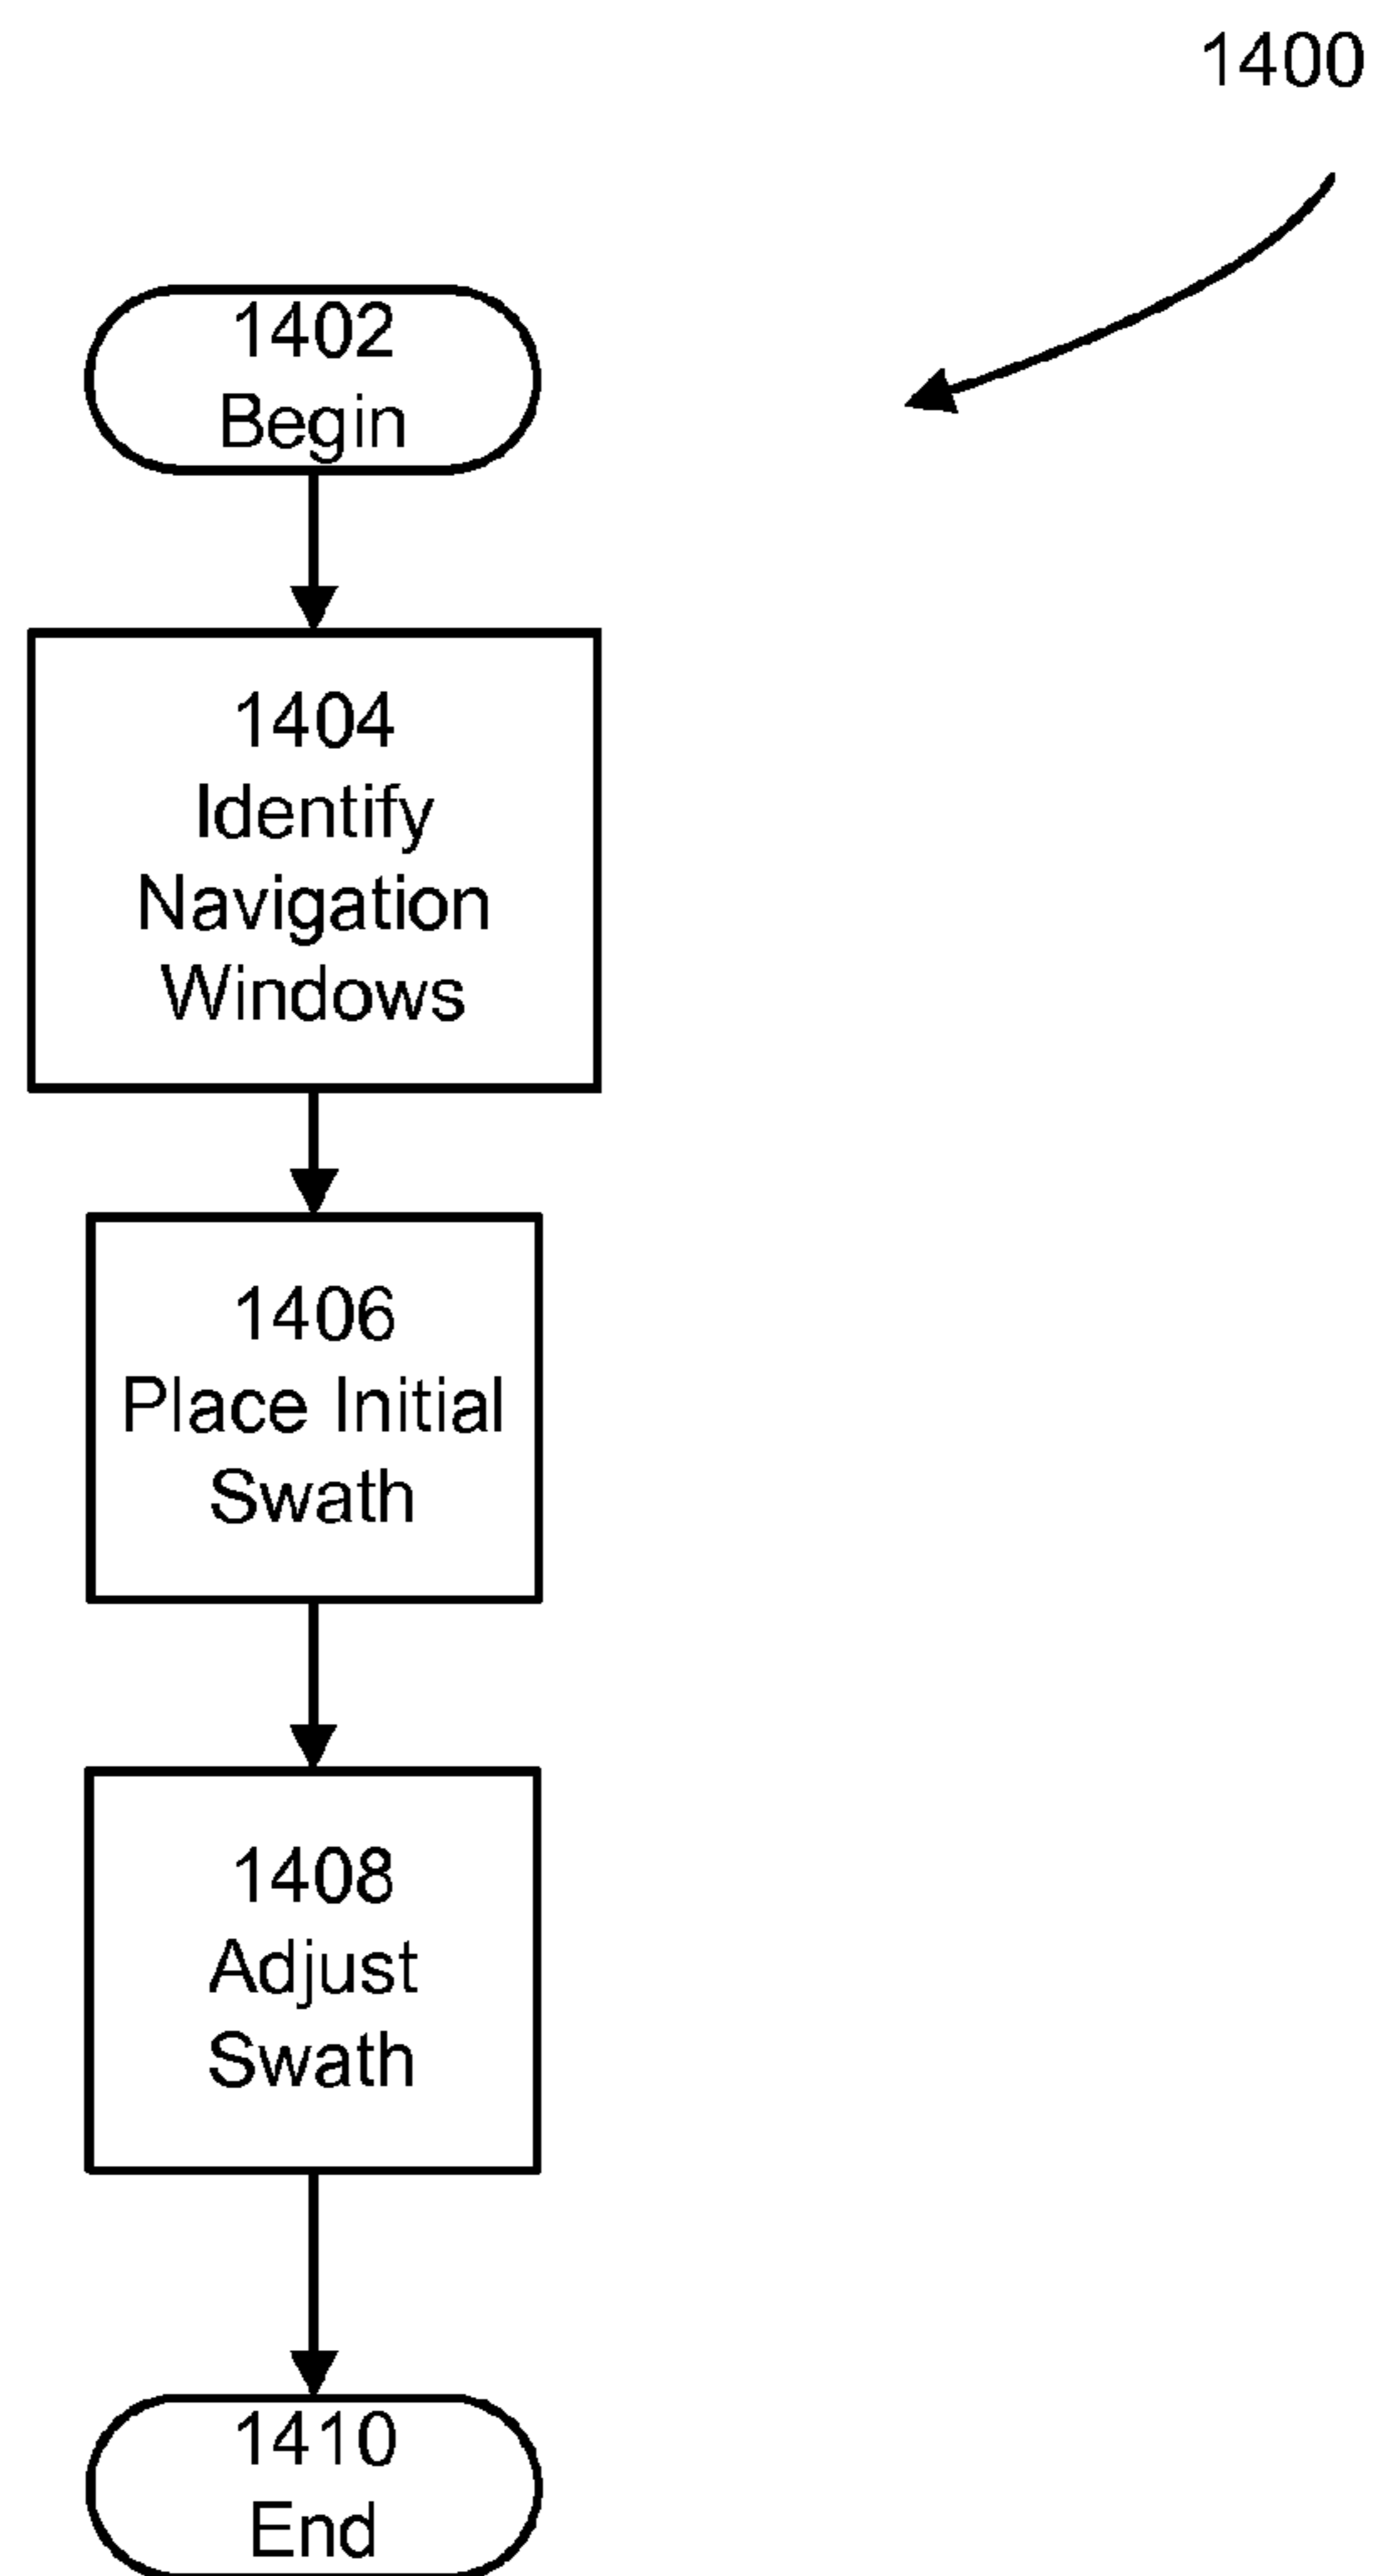 1400
1402
Begin
1404
Identify
Navigation
Windows
1406
Place Initial
Swath
1408
Adjust
Swath
1410
End